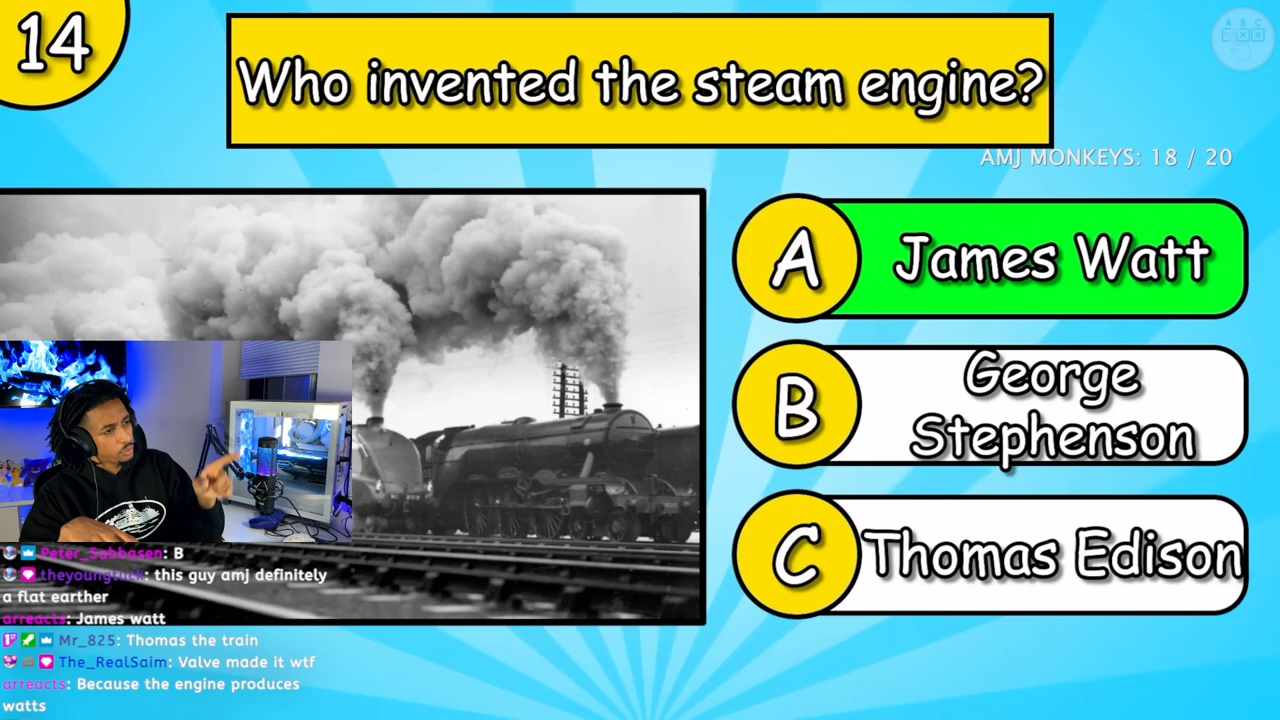 14
Who invented the steam engine?
A B C
AMJ MONKEYS: 18 / 20
A
James Watt
B
George
Stephenson
C
Thomas Edison
Peter_Sabbasen: B
theyoungtuck: this guy amj definitely
a flat earther
arreacts: James watt
Mr_825: Thomas the train
The_RealSaim: Valve made it wtf
arreacts: Because the engine produces
watts